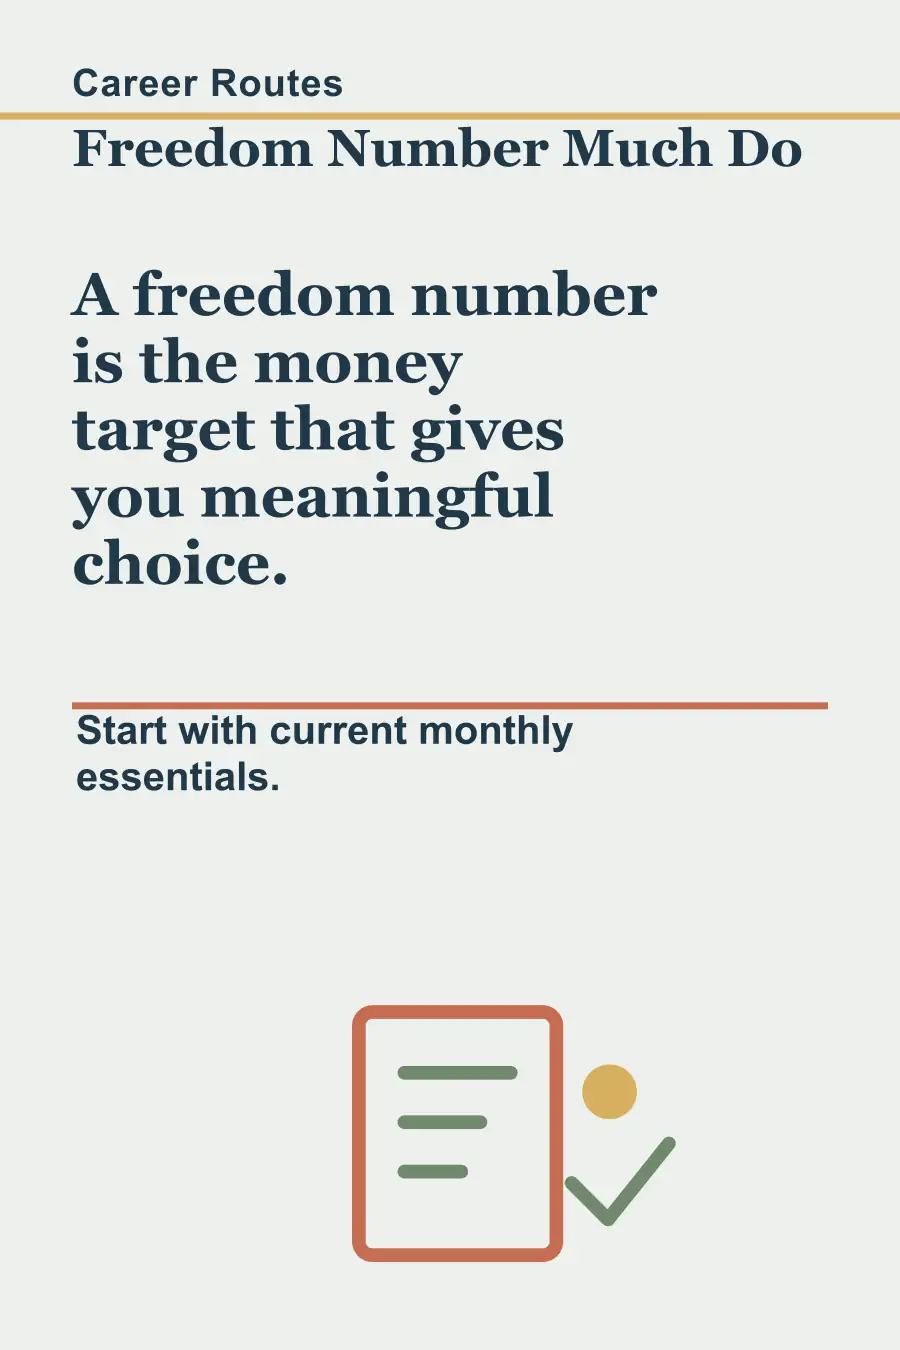 Career Routes
Freedom Number Much Do
A freedom number
is the money
target that gives
you meaningful
choice.
Start with current monthly
essentials.